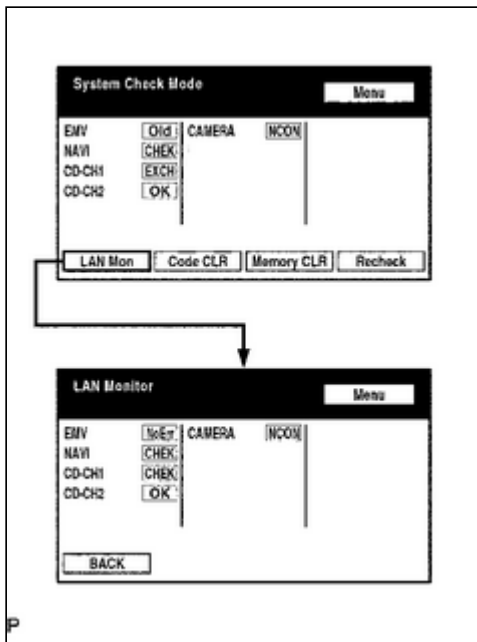 System Check Mode
Menu
EMV Old CAMERA NCON
NAVI CHEK
CD-CH1 EXCH
CD-CH2 OK
LAN Mon Code CLR Memory CLR Recheck
LAN Monitor
Menu
EMV NoErr CAMERA NCON
NAVI CHEK
CD-CH1 CHEK
CD-CH2 OK
BACK
P